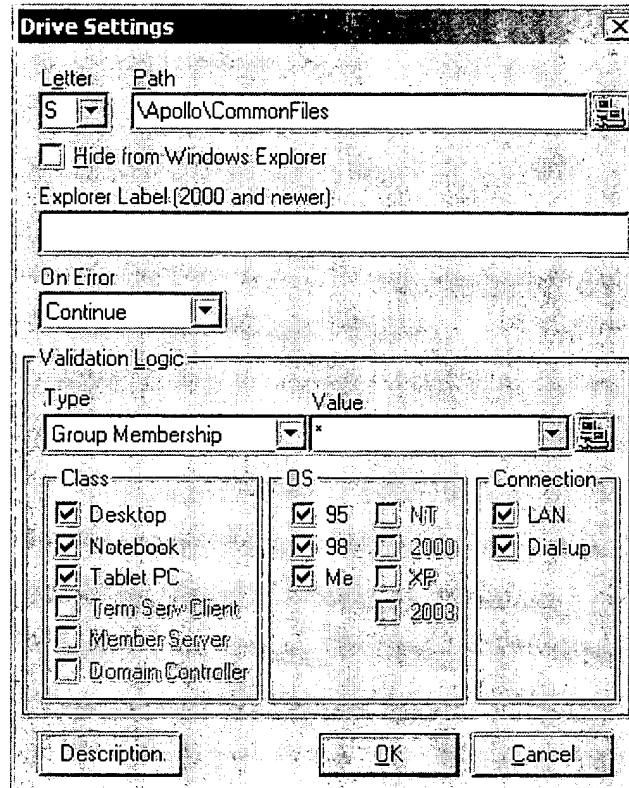 Drive Settings
Letter Path
S \Apollo\CommonFiles
Hide from Windows Explorer
Explorer Label (2000 and newer)
On Error
Continue
Validation Logic
Type Value
Group Membership *
Class OS Connection
Desktop 95 NT LAN
Notebook 98 2000 Dial-up
Tablet PC Me XP
Term Serv Client 2003
Member Server
Domain Controller
Description OK Cancel